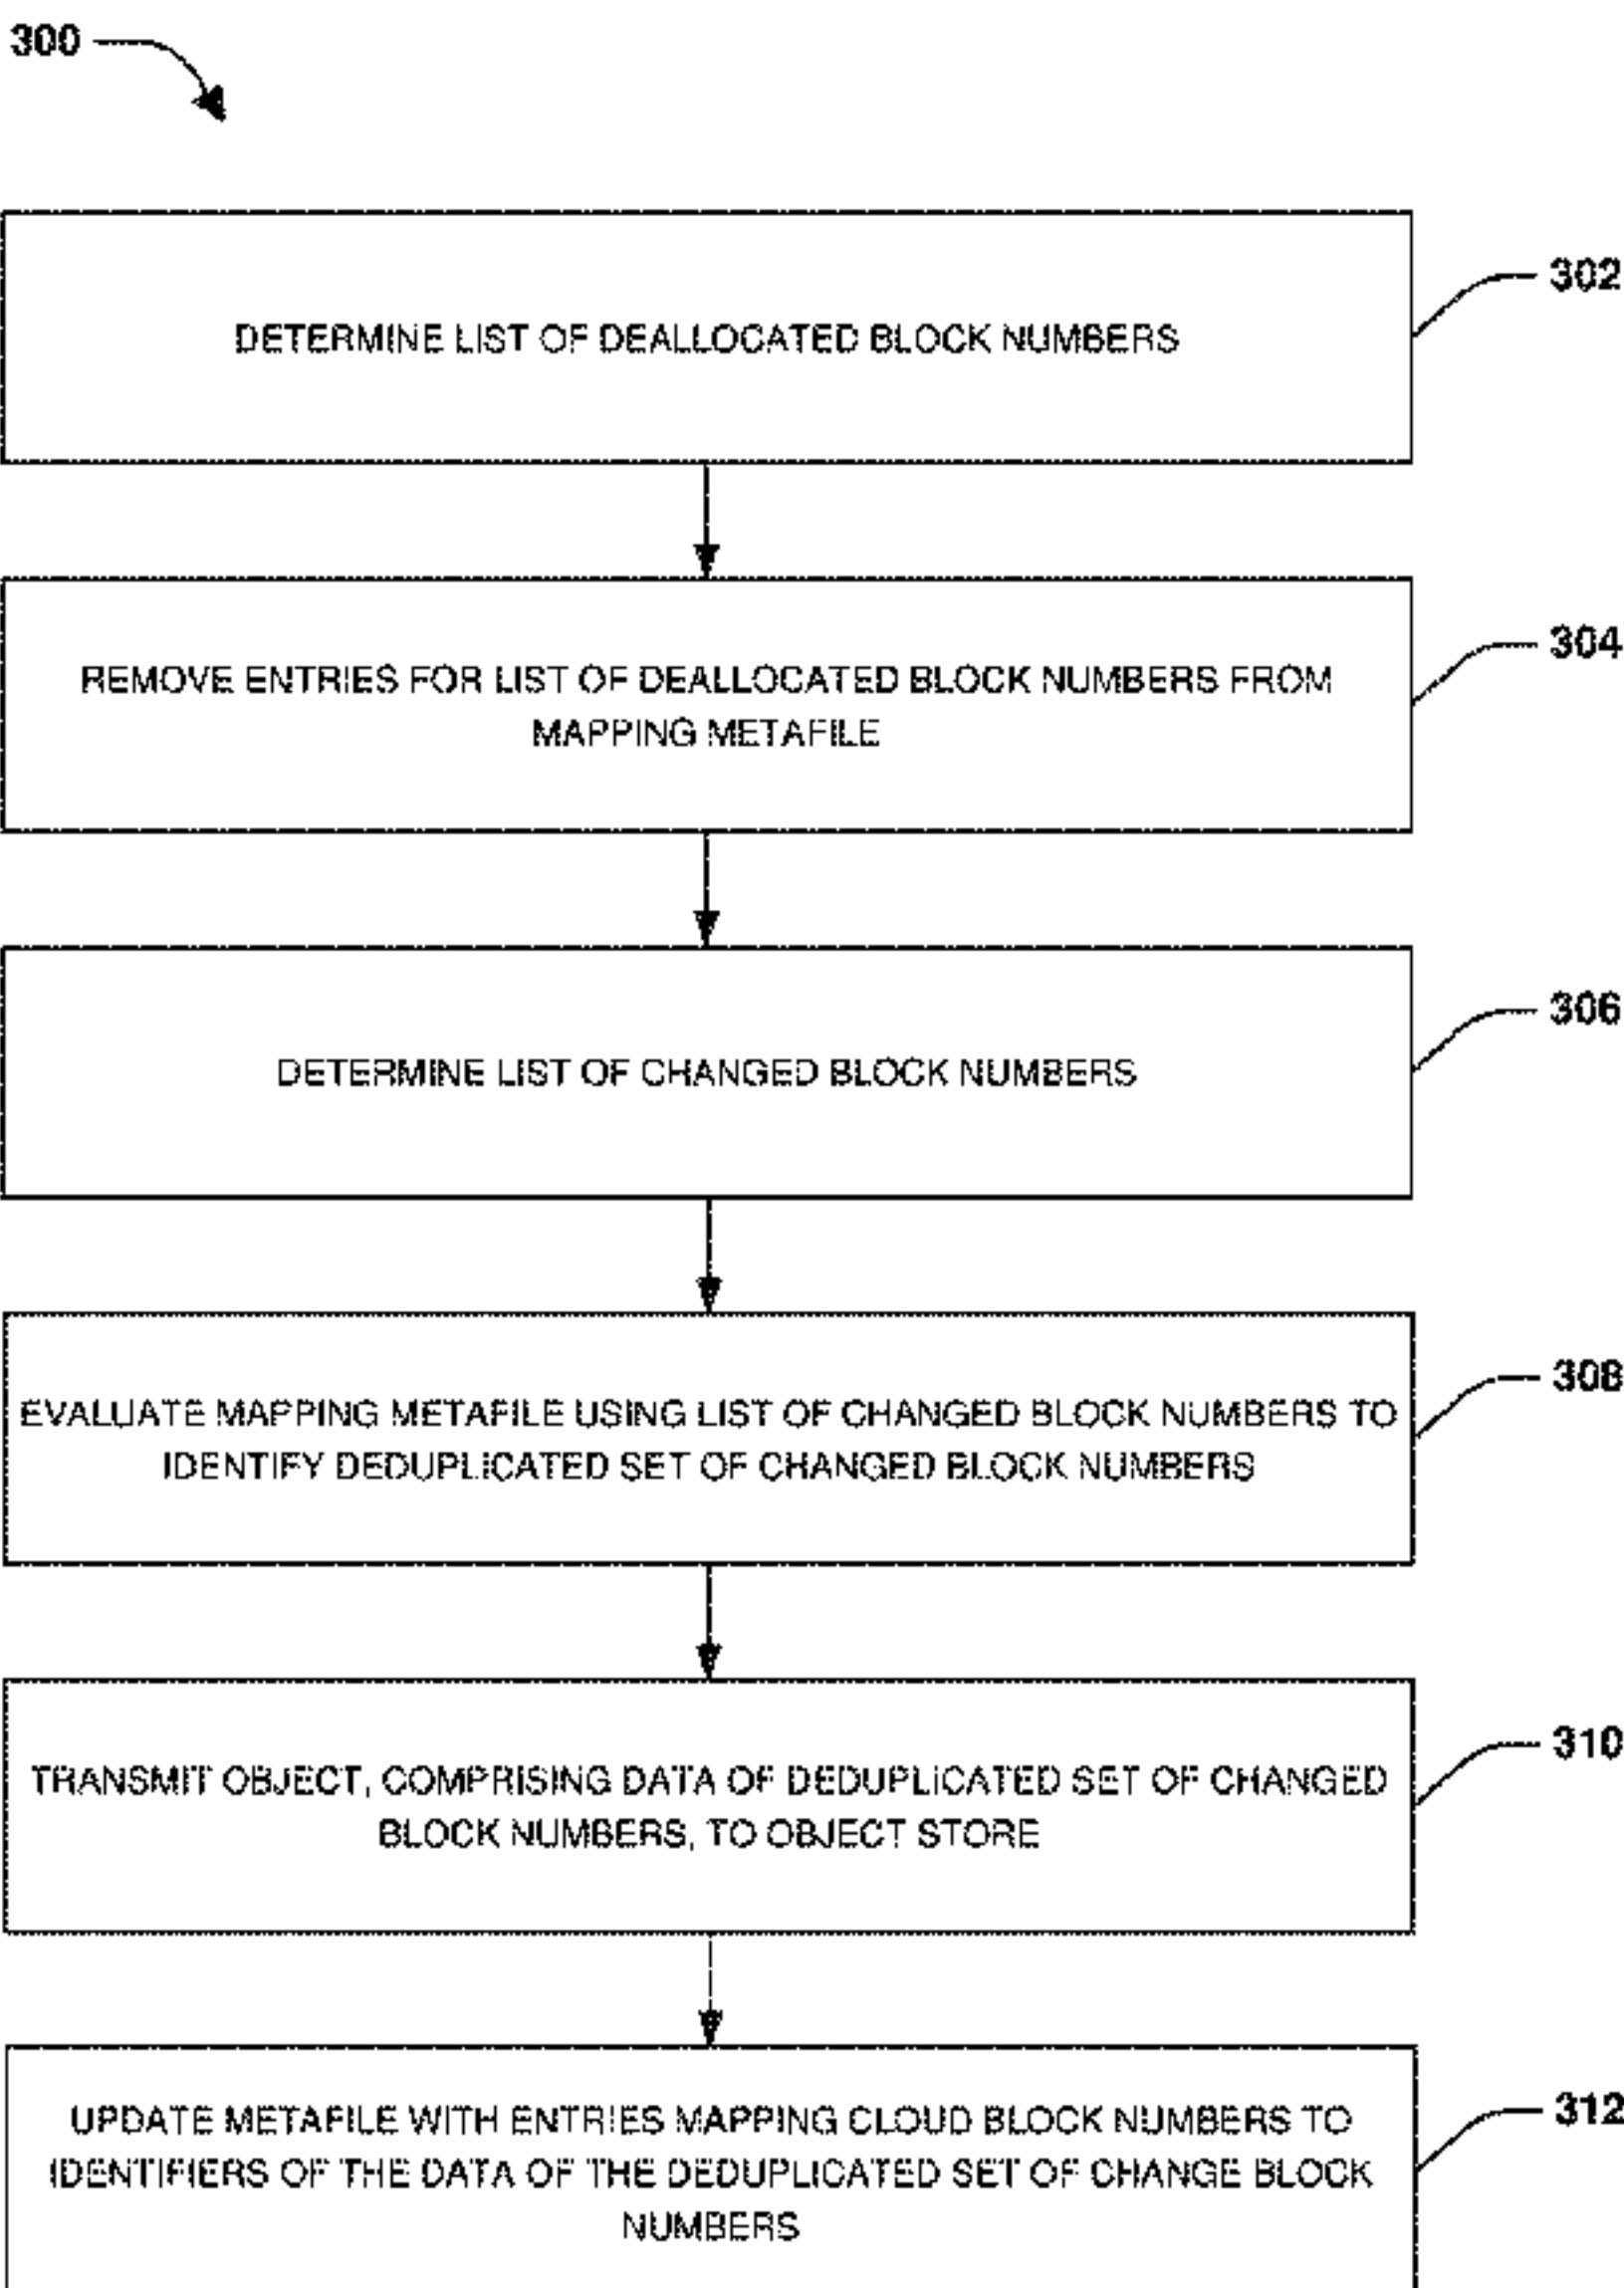 300
DETERMINE LIST OF DEALLOCATED BLOCK NUMBERS
302
REMOVE ENTRIES FOR LIST OF DEALLOCATED BLOCK NUMBERS FROM
MAPPING METAFILE
304
DETERMINE LIST OF CHANGED BLOCK NUMBERS
306
EVALUATE MAPPING METAFILE USING LIST OF CHANGED BLOCK NUMBERS TO
IDENTIFY DEDUPLICATED SET OF CHANGED BLOCK NUMBERS
308
TRANSMIT OBJECT, COMPRISING DATA OF DEDUPLICATED SET OF CHANGED
BLOCK NUMBERS, TO OBJECT STORE
310
UPDATE METAFILE WITH ENTRIES MAPPING CLOUD BLOCK NUMBERS TO
IDENTIFIERS OF THE DATA OF THE DEDUPLICATED SET OF CHANGE BLOCK
NUMBERS
312